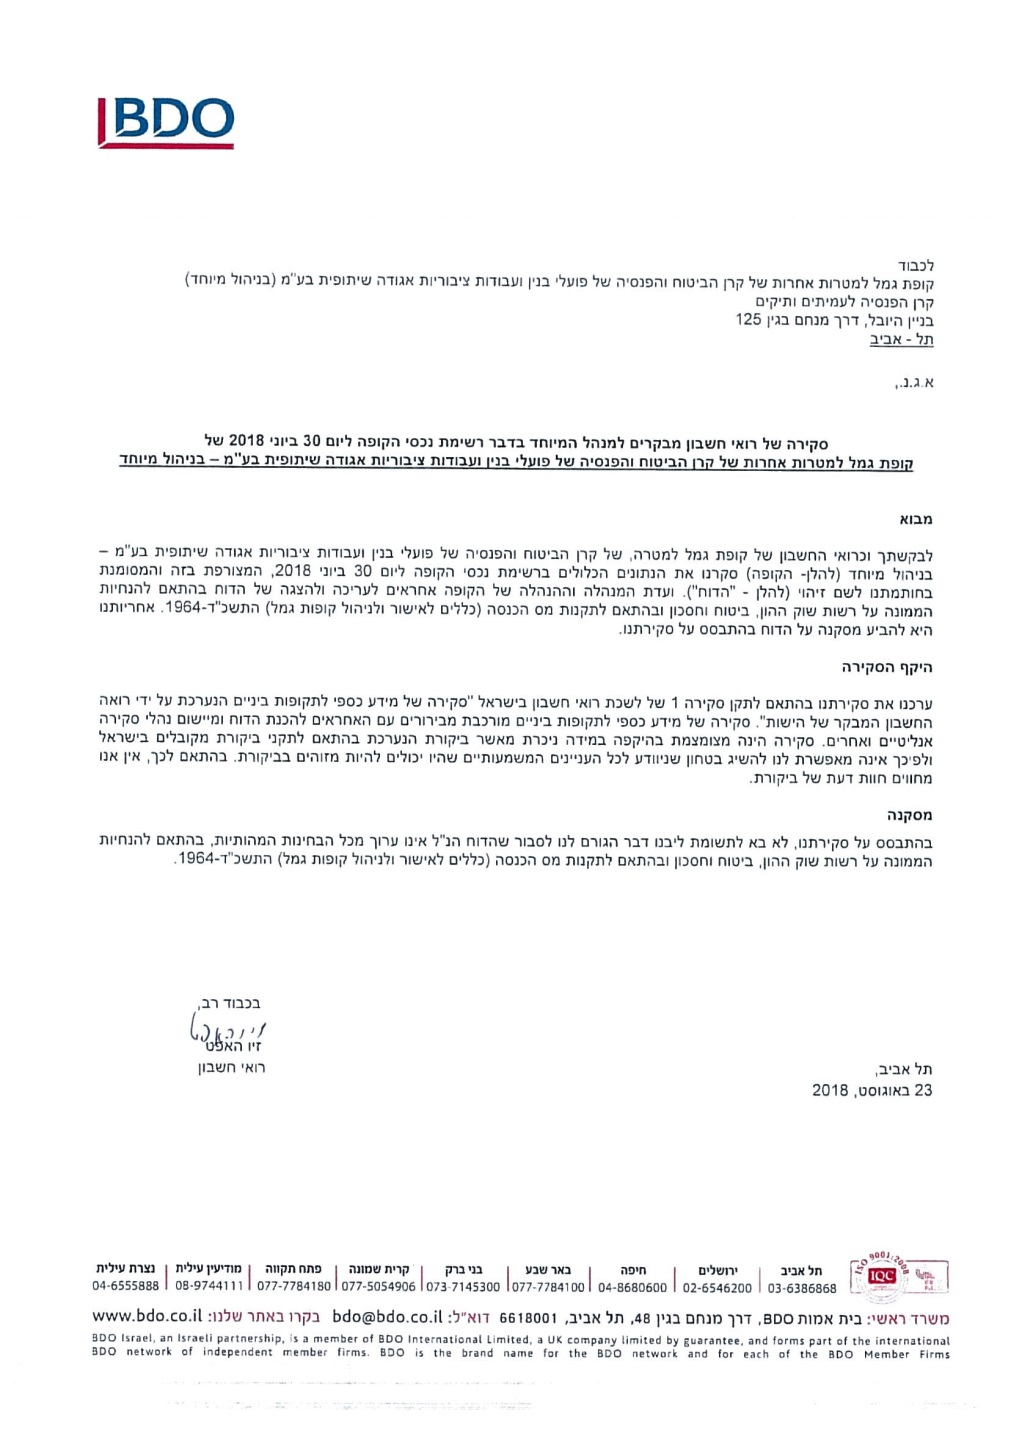 BDO
לכבוד
קופת גמל למטרות אחרות של קרן הביטוח והפנסיה של פועלי בנין ועבודות ציבוריות אגודה שיתופית בע"מ (בניהול מיוחד)
קרן הפנסיה לעמיתים ותיקים
בניין היובל, דרך מנחם בגין 125
תל - אביב
א.ג.נ.,
סקירה של רואי חשבון מבקרים למנהל המיוחד בדבר רשימת נכסי הקופה ליום 30 ביוני 2018 של
קופת גמל למטרות אחרות של קרן הביטוח והפנסיה של פועלי בנין ועבודות ציבוריות אגודה שיתופית בע"מ – בניהול מיוחד
מבוא
לבקשתך וכרואי החשבון של קופת גמל למטרה, של קרן הביטוח והפנסיה של פועלי בנין ועבודות ציבוריות אגודה שיתופית בע"מ –
בניהול מיוחד (להלן- הקופה) סקרנו את הנתונים הכלולים ברשימת נכסי הקופה ליום 30 ביוני 2018, המצורפת בזה והמסומנת
בחותמתנו לשם זיהוי (להלן - "הדוח"). ועדת המנהלה וההנהלה של הקופה אחראים לעריכה ולהצגה של הדוח בהתאם להנחיות
הממונה על רשות שוק ההון, ביטוח וחסכון ובהתאם לתקנות מס הכנסה (כללים לאישור ולניהול קופות גמל) התשכ"ד-1964. אחריותנו
היא להביע מסקנה על הדוח בהתבסס על סקירתנו.
היקף הסקירה
ערכנו את סקירתנו בהתאם לתקן סקירה 1 של לשכת רואי חשבון בישראל "סקירה של מידע כספי לתקופות ביניים הנערכת על ידי רואה
החשבון המבקר של הישות". סקירה של מידע כספי לתקופות ביניים מורכבת מבירורים עם האחראים להכנת הדוח ומיישום נהלי סקירה
אנליטיים ואחרים. סקירה הינה מצומצמת בהיקפה במידה ניכרת מאשר ביקורת הנערכת בהתאם לתקני ביקורת מקובלים בישראל
ולפיכך אינה מאפשרת לנו להשיג בטחון שניוודע לכל העניינים המשמעותיים שהיו יכולים להיות מזוהים בביקורת. בהתאם לכך, אין אנו
מחווים חוות דעת של ביקורת.
מסקנה
בהתבסס על סקירתנו, לא בא לתשומת ליבנו דבר הגורם לנו לסבור שהדוח הנ"ל אינו ערוך מכל הבחינות המהותיות, בהתאם להנחיות
הממונה על רשות שוק ההון, ביטוח וחסכון ובהתאם לתקנות מס הכנסה (כללים לאישור ולניהול קופות גמל) התשכ"ד-1964.
בכבוד רב,
זיו האפט
זיו האפט
רואי חשבון
תל אביב,
23 באוגוסט, 2018
ISO 9001:2008
IQC
תל אביב | ירושלים | חיפה | באר שבע | בני ברק | קרית שמונה | פתח תקווה | מודיעין עילית | נצרת עילית
03-6386868 | 02-6546200 | 04-8680600 | 077-7784100 | 073-7145300 | 077-5054906 | 077-7784180 | 08-9744111 | 04-6555888
משרד ראשי: בית אמות BDO, דרך מנחם בגין 48, תל אביב, 6618001 דוא"ל: bdo@bdo.co.il בקרו באתר שלנו: www.bdo.co.il
BDO Israel, an Israeli partnership, is a member of BDO International Limited, a UK company limited by guarantee, and forms part of the international
BDO network of independent member firms. BDO is the brand name for the BDO network and for each of the BDO Member Firms